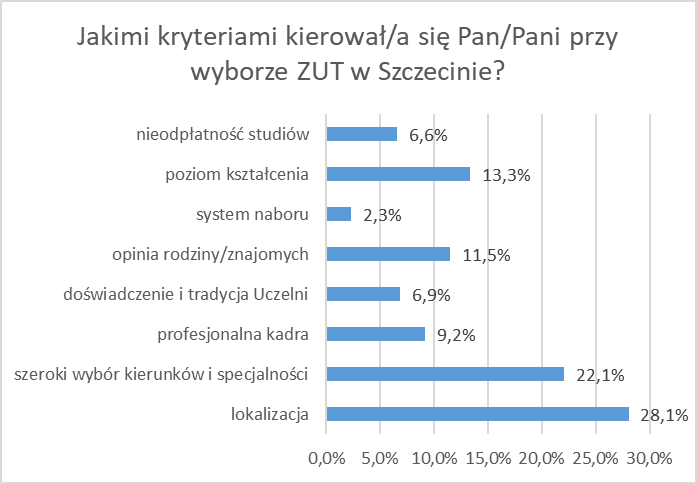 Jakimi kryteriami kierował/a się Pan/Pani przy
wyborze ZUT w Szczecinie?
nieodpłatność studiów 6,6%
poziom kształcenia 13,3%
system naboru 2,3%
opinia rodziny/znajomych 11,5%
doświadczenie i tradycja Uczelni 6,9%
profesjonalna kadra 9,2%
szeroki wybór kierunków i specjalności 22,1%
lokalizacja 28,1%
0,0% 5,0% 10,0% 15,0% 20,0% 25,0% 30,0%